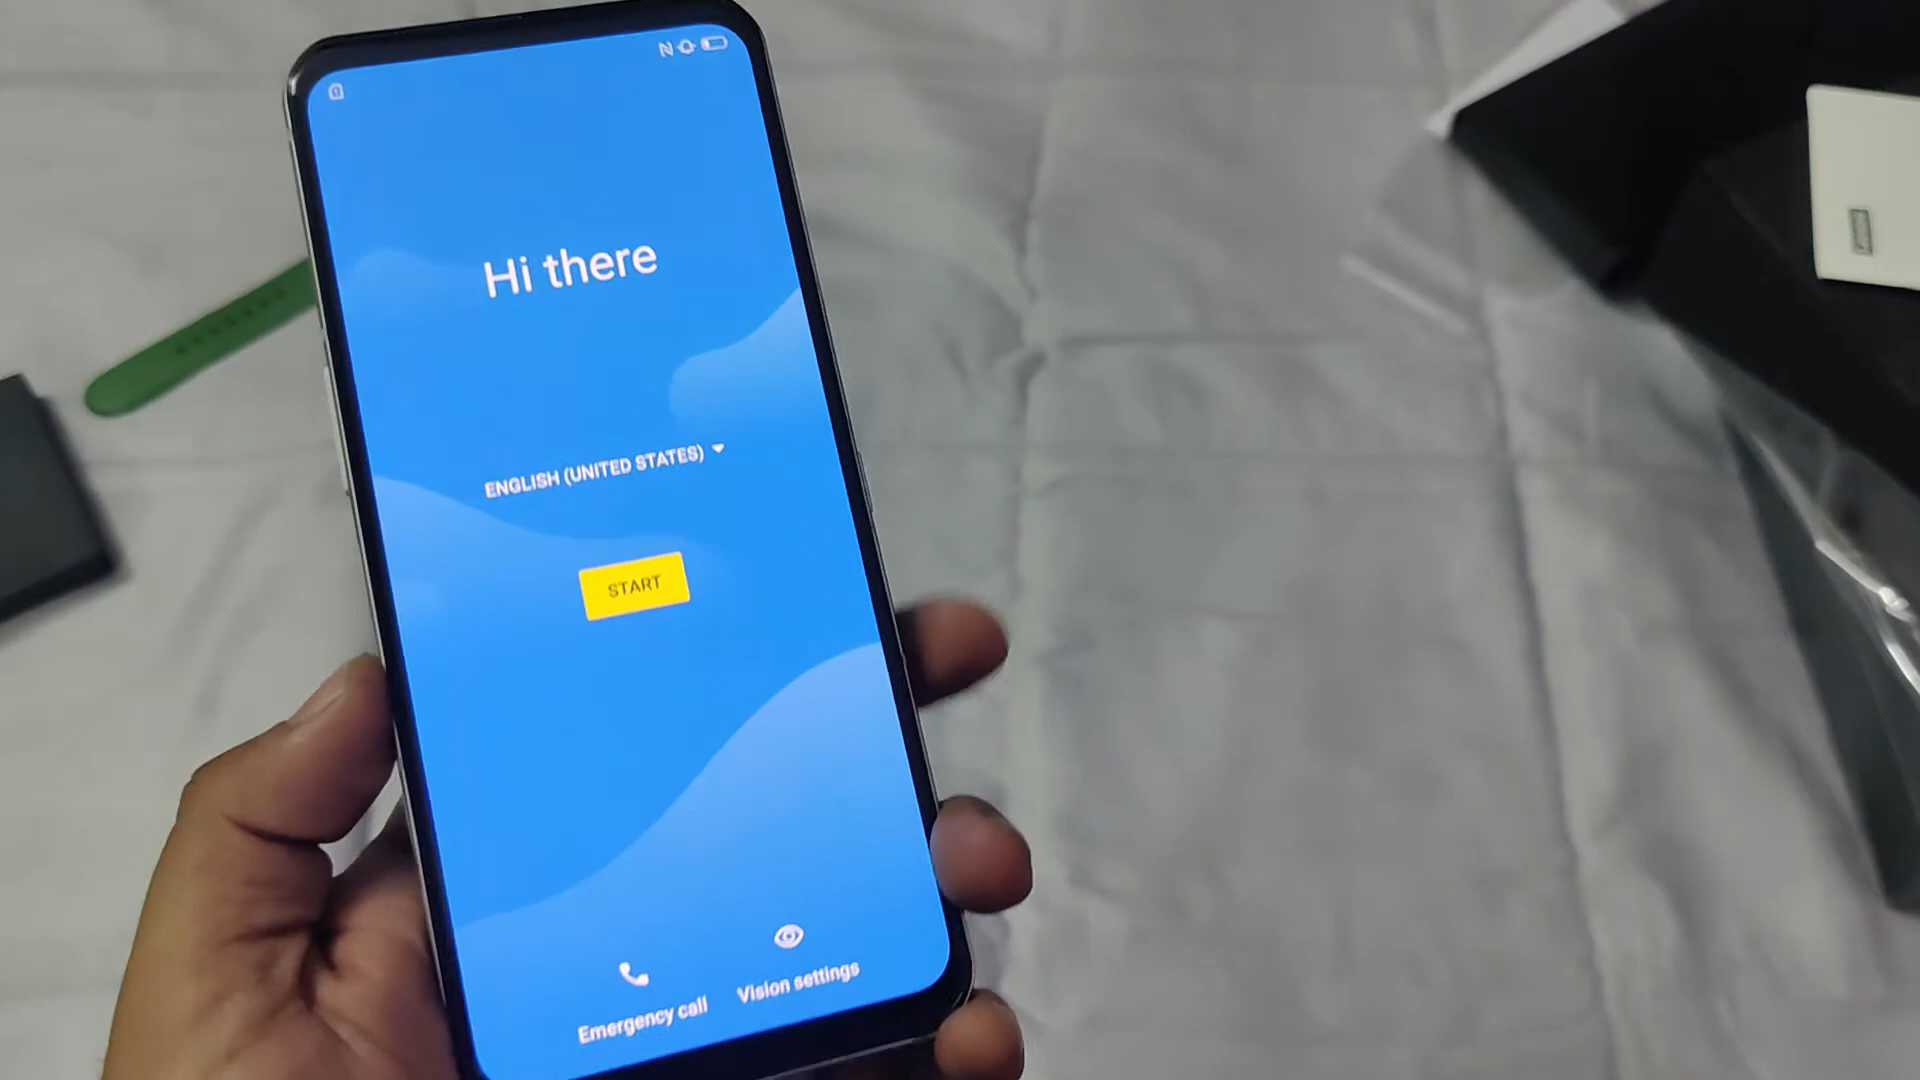 Hi there
ENGLISH (UNITED STATES)
START
Emergency call
Vision settings